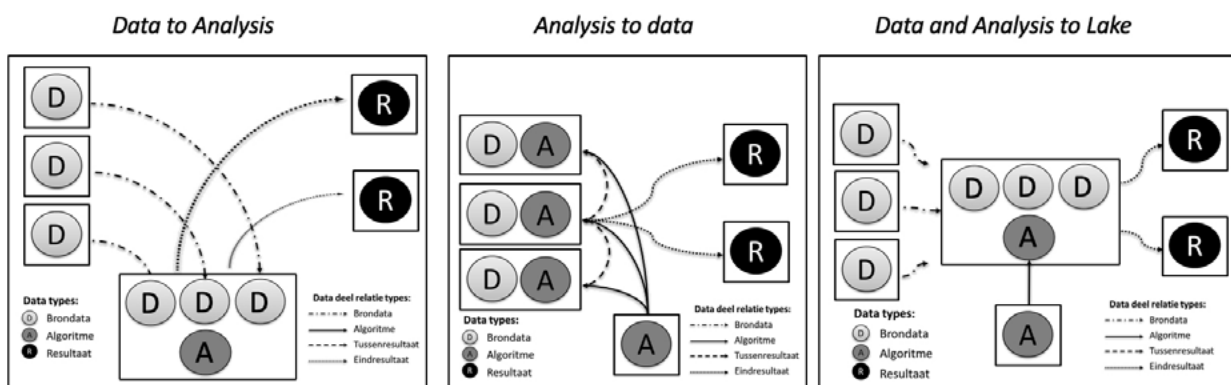 Data to Analysis
D
D
D
R
R
D D D
A
Data types:
D Brondata
A Algoritme
R Resultaat
Data deel relatie types:
Brondata
Algoritme
Tussenresultaat
Eindresultaat
Analysis to data
D A
D A
D A
R
R
A
Data types:
D Brondata
A Algoritme
R Resultaat
Data deel relatie types:
Brondata
Algoritme
Tussenresultaat
Eindresultaat
Data and Analysis to Lake
D
D
D
D D D
A
R
R
A
Data types:
D Brondata
A Algoritme
R Resultaat
Data deel relatie types:
Brondata
Algoritme
Tussenresultaat
Eindresultaat